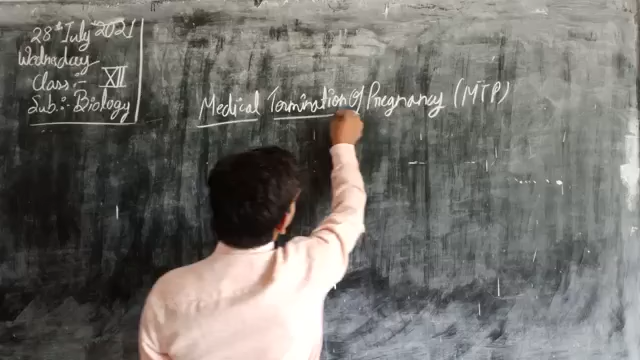 28th July 2021
Wednesday
Class:- XII
Sub:- Biology
Medical Termination Of Pregnancy (MTP)